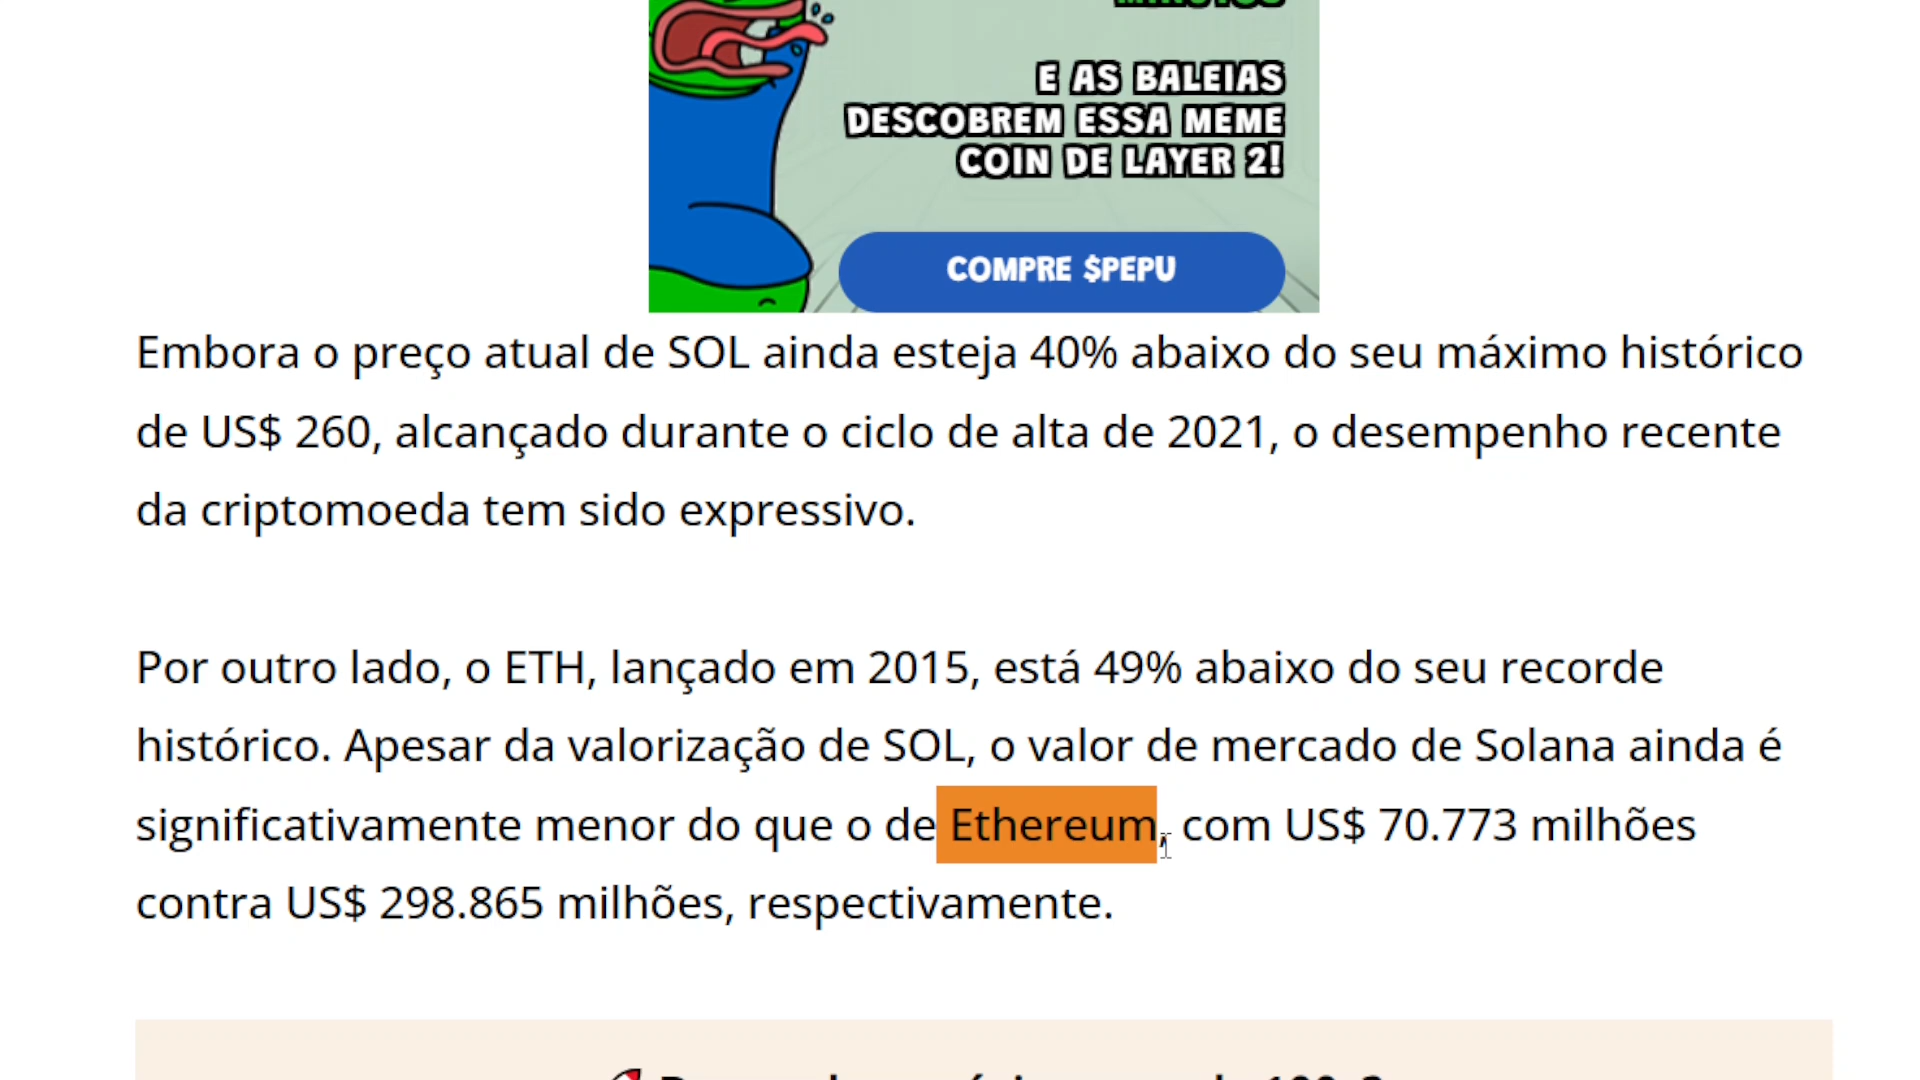 MINUTOS
E AS BALEIAS
DESCOBREM ESSA MEME
COIN DE LAYER 2!
COMPRE $PEPU
Embora o preço atual de SOL ainda esteja 40% abaixo do seu máximo histórico
de US$ 260, alcançado durante o ciclo de alta de 2021, o desempenho recente
da criptomoeda tem sido expressivo.
Por outro lado, o ETH, lançado em 2015, está 49% abaixo do seu recorde
histórico. Apesar da valorização de SOL, o valor de mercado de Solana ainda é
significativamente menor do que o de Ethereum, com US$ 70.773 milhões
contra US$ 298.865 milhões, respectivamente.